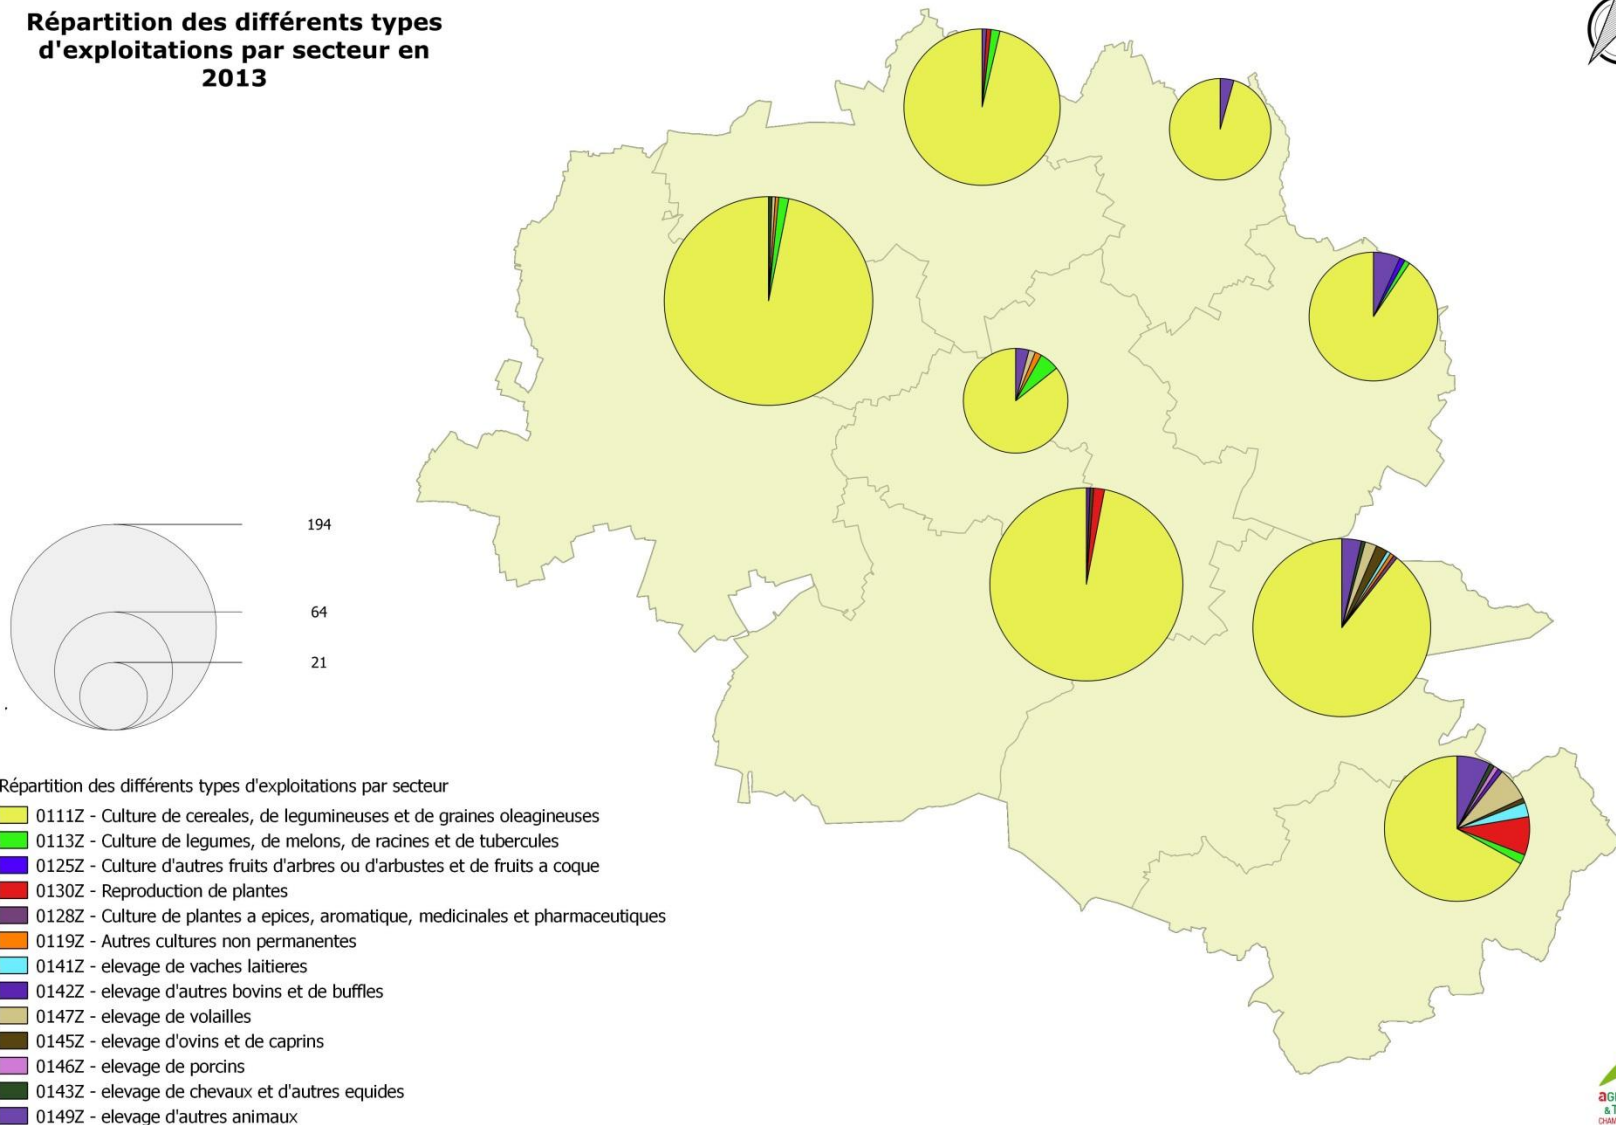 Répartition des différents types
d'exploitations par secteur en
2013
194
64
21
Répartition des différents types d'exploitations par secteur
0111Z - Culture de cereales, de legumineuses et de graines oleagineuses
0113Z - Culture de legumes, de melons, de racines et de tubercules
0125Z - Culture d'autres fruits d'arbres ou d'arbustes et de fruits a coque
0130Z - Reproduction de plantes
0128Z - Culture de plantes a epices, aromatique, medicinales et pharmaceutiques
0119Z - Autres cultures non permanentes
0141Z - elevage de vaches laitieres
0142Z - elevage d'autres bovins et de buffles
0147Z - elevage de volailles
0145Z - elevage d'ovins et de caprins
0146Z - elevage de porcins
0143Z - elevage de chevaux et d'autres equides
0149Z - elevage d'autres animaux